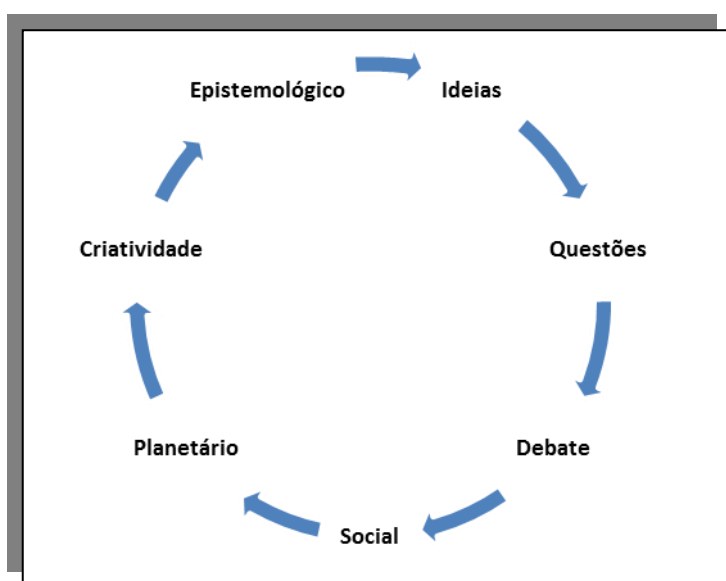 Epistemológico
Ideias
Questões
Debate
Social
Planetário
Criatividade